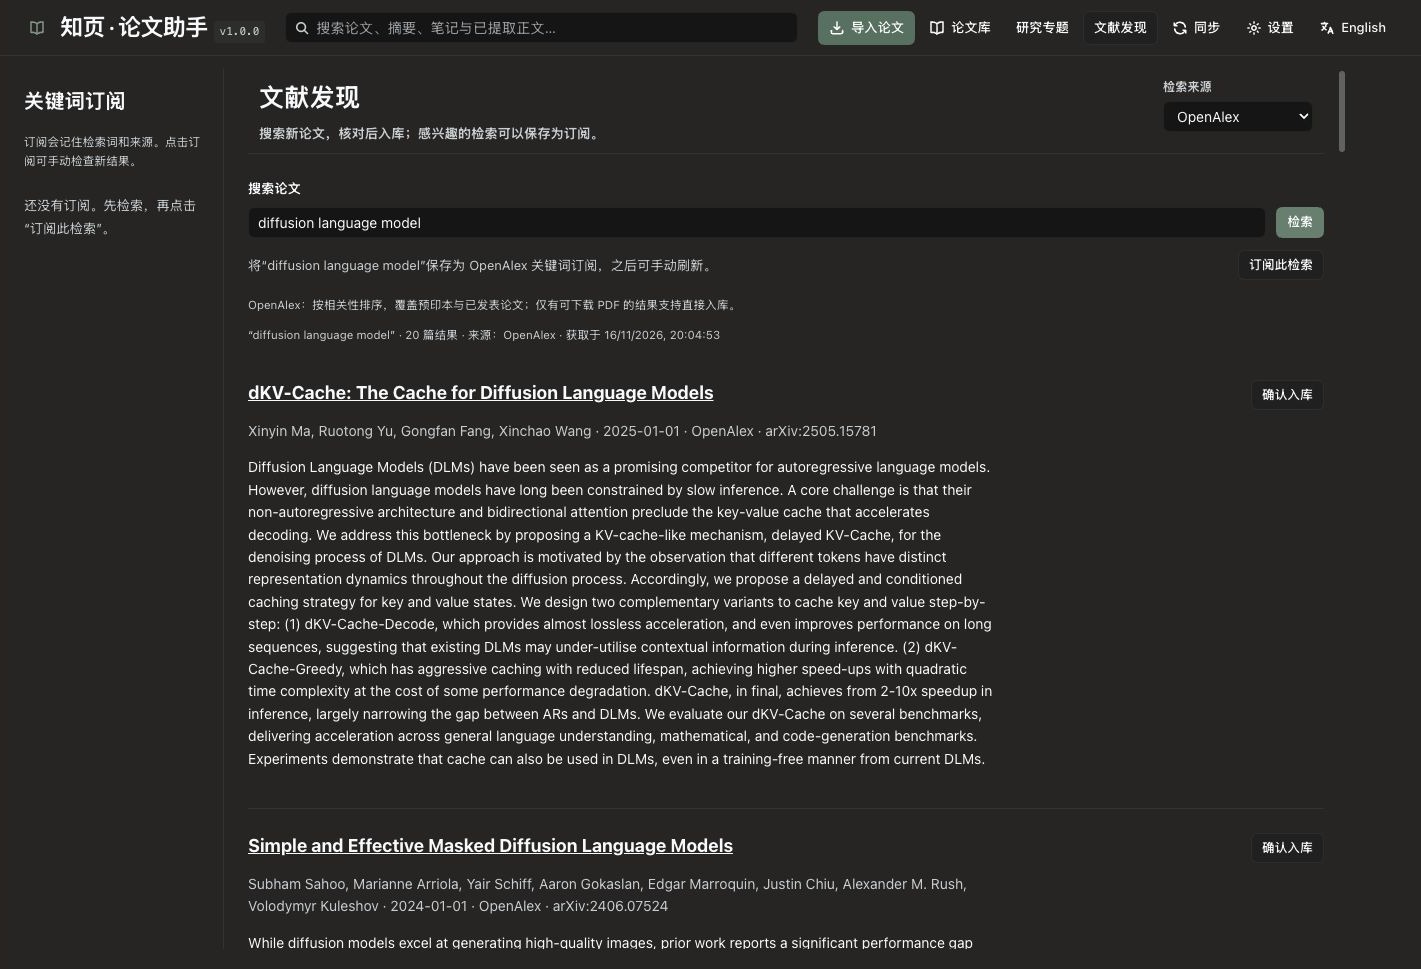 知页·论文助手 v1.0.0
搜索论文、摘要、笔记与已提取正文...
导入论文
论文库
研究专题
文献发现
同步
设置
English
关键词订阅
订阅会记住检索词和来源。点击订
阅可手动检查新结果。
还没有订阅。先检索，再点击
“订阅此检索”。
文献发现
搜索新论文，核对后入库；感兴趣的检索可以保存为订阅。
检索来源
OpenAlex
搜索论文
diffusion language model
检索
将“diffusion language model”保存为 OpenAlex 关键词订阅，之后可手动刷新。
订阅此检索
OpenAlex：按相关性排序，覆盖预印本与已发表论文；仅有可下载 PDF 的结果支持直接入库。
“diffusion language model” · 20 篇结果 · 来源：OpenAlex · 获取于 16/11/2026, 20:04:53
dKV-Cache: The Cache for Diffusion Language Models
确认入库
Xinyin Ma, Ruotong Yu, Gongfan Fang, Xinchao Wang · 2025-01-01 · OpenAlex · arXiv:2505.15781
Diffusion Language Models (DLMs) have been seen as a promising competitor for autoregressive language models.
However, diffusion language models have long been constrained by slow inference. A core challenge is that their
non-autoregressive architecture and bidirectional attention preclude the key-value cache that accelerates
decoding. We address this bottleneck by proposing a KV-cache-like mechanism, delayed KV-Cache, for the
denoising process of DLMs. Our approach is motivated by the observation that different tokens have distinct
representation dynamics throughout the diffusion process. Accordingly, we propose a delayed and conditioned
caching strategy for key and value states. We design two complementary variants to cache key and value step-by-
step: (1) dKV-Cache-Decode, which provides almost lossless acceleration, and even improves performance on long
sequences, suggesting that existing DLMs may under-utilise contextual information during inference. (2) dKV-
Cache-Greedy, which has aggressive caching with reduced lifespan, achieving higher speed-ups with quadratic
time complexity at the cost of some performance degradation. dKV-Cache, in final, achieves from 2-10x speedup in
inference, largely narrowing the gap between ARs and DLMs. We evaluate our dKV-Cache on several benchmarks,
delivering acceleration across general language understanding, mathematical, and code-generation benchmarks.
Experiments demonstrate that cache can also be used in DLMs, even in a training-free manner from current DLMs.
Simple and Effective Masked Diffusion Language Models
确认入库
Subham Sahoo, Marianne Arriola, Yair Schiff, Aaron Gokaslan, Edgar Marroquin, Justin Chiu, Alexander M. Rush,
Volodymyr Kuleshov · 2024-01-01 · OpenAlex · arXiv:2406.07524
While diffusion models excel at generating high-quality images, prior work reports a significant performance gap